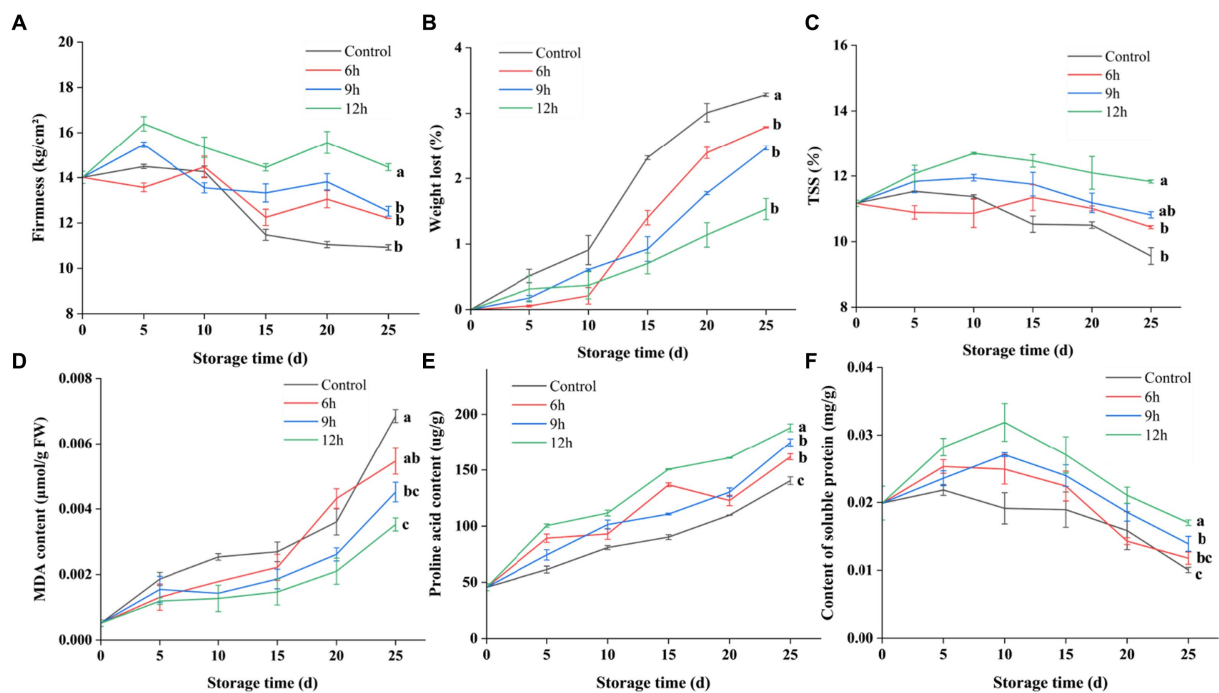 A
Firmness (kg/cm²)
20
18
16
14
12
10
8
0
5
10
15
20
25
Storage time (d)
Control
6h
9h
12h
a
b
b
b
B
Weight lost (%)
4
3
2
1
0
0
5
10
15
20
25
Storage time (d)
Control
6h
9h
12h
a
b
b
b
C
TSS (%)
16
14
12
10
8
0
5
10
15
20
25
Storage time (d)
Control
6h
9h
12h
a
ab
b
b
D
MDA content (μmol/g FW)
0.008
0.006
0.004
0.002
0.000
0
5
10
15
20
25
Storage time (d)
Control
6h
9h
12h
a
ab
bc
c
E
Proline acid content (ug/g)
200
150
100
50
0
0
5
10
15
20
25
Storage time (d)
Control
6h
9h
12h
a
b
b
c
F
Content of soluble protein (mg/g)
0.04
0.03
0.02
0.01
0.00
0
5
10
15
20
25
Storage time (d)
Control
6h
9h
12h
a
b
bc
c